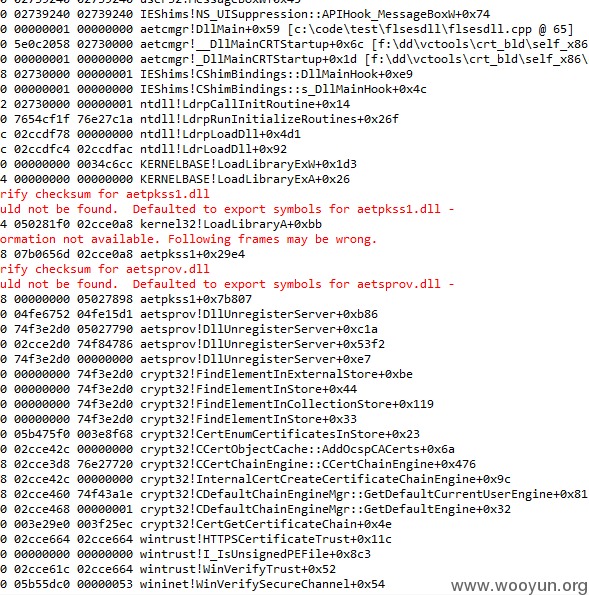 02739240 02739240 IEShims!NS_UISuppression::APIHook_MessageBoxW+0x74
0 00000001 00000000 aetcmgr!DllMain+0x59 [c:\code\test\flsesdll\flsesdll.cpp @ 65]
0 5e0c2058 02730000 aetcmgr!__DllMainCRTStartup+0x6c [f:\dd\vctools\crt_bld\self_x86
0 00000001 00000000 aetcmgr!_DllMainCRTStartup+0x1d [f:\dd\vctools\crt_bld\self_x86\
8 02730000 00000001 IEShims!CShimBindings::DllMainHook+0xe9
8 02730000 00000001 IEShims!CShimBindings::s_DllMainHook+0x4c
2 02730000 00000001 ntdll!LdrpCallInitRoutine+0x14
0 7654cf1f 76e27c1a ntdll!LdrpRunInitializeRoutines+0x26f
c 02ccdf78 00000000 ntdll!LdrpLoadDll+0x4d1
c 02ccdfc4 02ccdfac ntdll!LdrLoadDll+0x92
c 00000000 0034c6cc KERNELBASE!LoadLibraryExW+0x1d3
4 00000000 00000000 KERNELBASE!LoadLibraryExA+0x26
rify checksum for aetpkss1.dll
uld not be found.  Defaulted to export symbols for aetpkss1.dll -
4 050281f0 02cce0a8 kernel32!LoadLibraryA+0xbb
ormation not available. Following frames may be wrong.
8 07b0656d 02cce0a8 aetpkss1+0x29e4
rify checksum for aetsprov.dll
uld not be found.  Defaulted to export symbols for aetsprov.dll -
8 00000000 05027898 aetpkss1+0x7b807
0 04fe6752 04fe15d1 aetsprov!DllUnregisterServer+0xb86
0 74f3e2d0 05027790 aetsprov!DllUnregisterServer+0xc1a
0 02cce2d0 74f84786 aetsprov!DllUnregisterServer+0x53f2
0 74f3e2d0 00000000 aetsprov!DllUnregisterServer+0xe7
0 00000000 74f3e2d0 crypt32!FindElementInExternalStore+0xbe
0 00000000 74f3e2d0 crypt32!FindElementInStore+0x44
0 00000000 74f3e2d0 crypt32!FindElementInCollectionStore+0x119
0 00000000 74f3e2d0 crypt32!FindElementInStore+0x33
0 05b475f0 003e8f68 crypt32!CertEnumCertificatesInStore+0x23
0 02cce42c 00000000 crypt32!CCertObjectCache::AddOcspCACerts+0x6a
8 02cce3d8 76e27720 crypt32!CCertChainEngine::CCertChainEngine+0x476
8 02cce42c 00000000 crypt32!InternalCertCreateCertificateChainEngine+0x9c
8 02cce460 74f43a1e crypt32!CDefaultChainEngineMgr::GetDefaultCurrentUserEngine+0x81
0 02cce468 00000001 crypt32!CDefaultChainEngineMgr::GetDefaultEngine+0x32
0 003e29e0 003f25ec crypt32!CertGetCertificateChain+0x4e
0 02cce664 02cce664 wintrust!HTTPSCertificateTrust+0x11c
0 00000000 00000000 wintrust!I_IsUnsignedPEFile+0x8c3
0 02cce61c 02cce664 wintrust!WinVerifyTrust+0x52
0 05b55dc0 00000053 wininet!WinVerifySecureChannel+0x54
www.wooyun.org